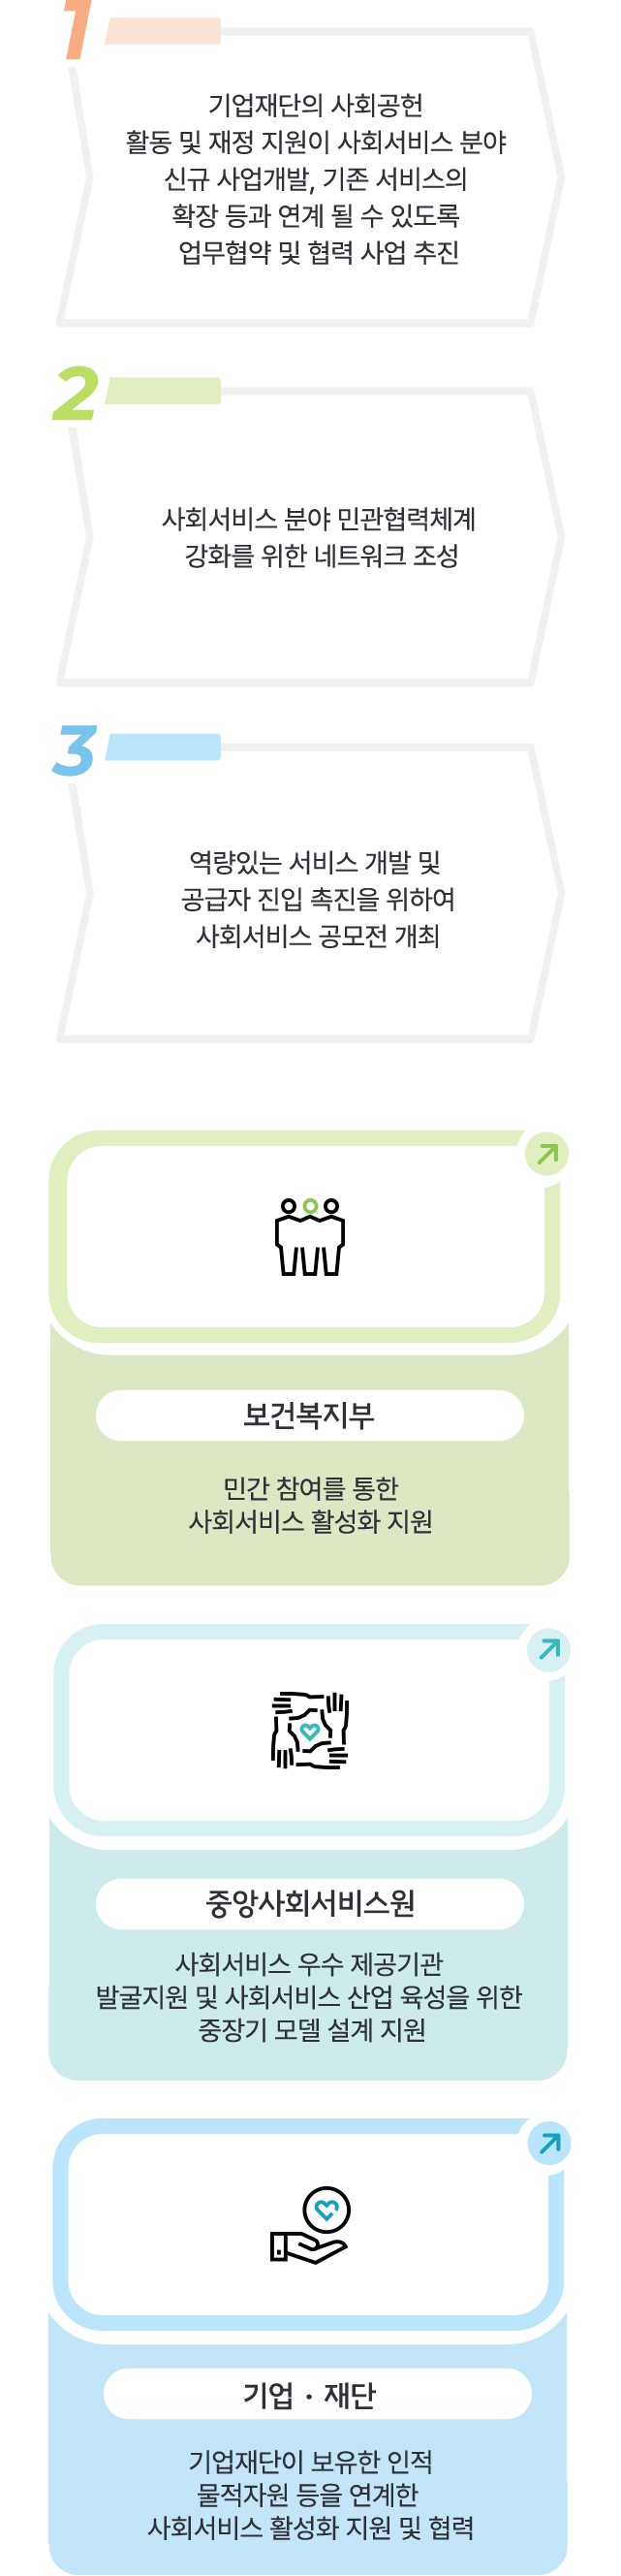 1
기업재단의 사회공헌
활동 및 재정 지원이 사회서비스 분야
신규 사업개발, 기존 서비스의
확장 등과 연계 될 수 있도록
업무협약 및 협력 사업 추진
2
사회서비스 분야 민관협력체계
강화를 위한 네트워크 조성
3
역량있는 서비스 개발 및
공급자 진입 촉진을 위하여
사회서비스 공모전 개최
보건복지부
민간 참여를 통한
사회서비스 활성화 지원
중앙사회서비스원
사회서비스 우수 제공기관
발굴지원 및 사회서비스 산업 육성을 위한
중장기 모델 설계 지원
기업 · 재단
기업재단이 보유한 인적
물적자원 등을 연계한
사회서비스 활성화 지원 및 협력